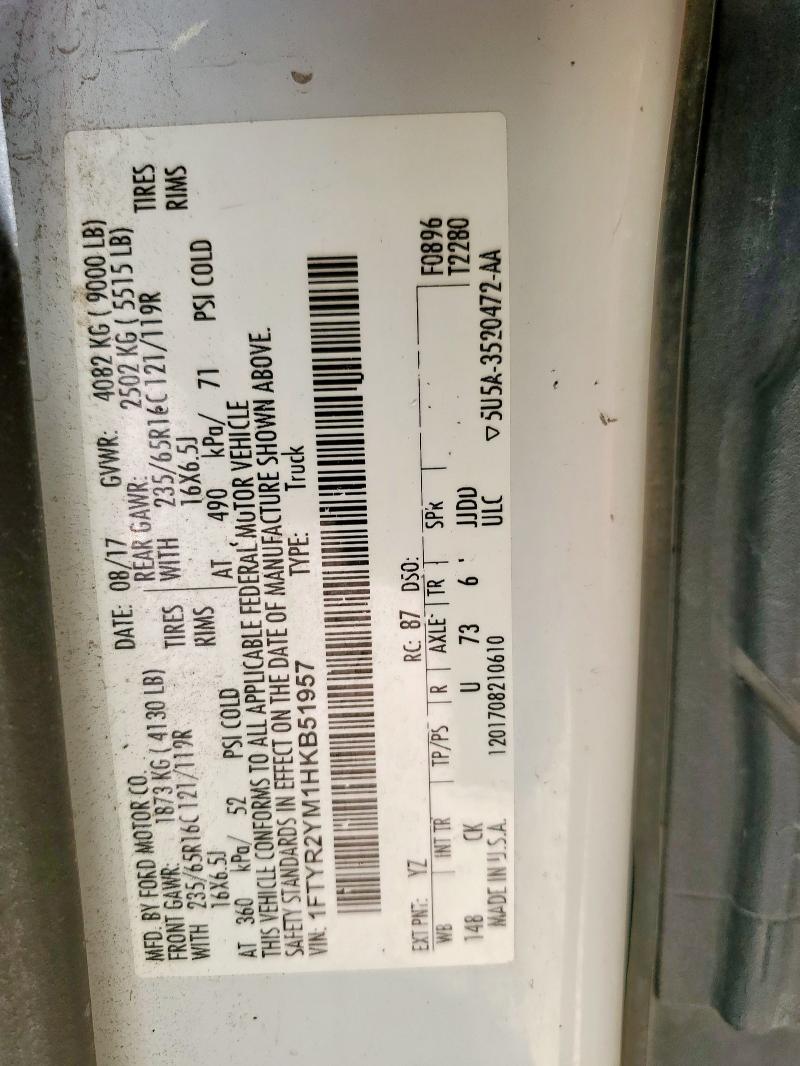 MFD. BY FORD MOTOR CO. DATE: 08/17 GVWR: 4082 KG ( 9000 LB)
FRONT GAWR: 1873 KG ( 4130 LB) REAR GAWR: 2502 KG ( 5515 LB)
WITH 235/65R16C 121/119R TIRES WITH 235/65R16C 121/119R TIRES
16X6.5J RIMS 16X6.5J RIMS
AT 360 kPa/ 52 PSI COLD AT 490 kPa/ 71 PSI COLD
THIS VEHICLE CONFORMS TO ALL APPLICABLE FEDERAL MOTOR VEHICLE
SAFETY STANDARDS IN EFFECT ON THE DATE OF MANUFACTURE SHOWN ABOVE.
VIN: 1FTYR2YM1HKB51957 TYPE: Truck
EXT PNT: YZ RC: 87 DSO: F0896
WB INT TR TP/PS R AXLE TR SPR T2280
148 CK U 73 6 JJDU
MADE IN U.S.A. 1201708210610 ULC ▽5U5A-3520472-AA